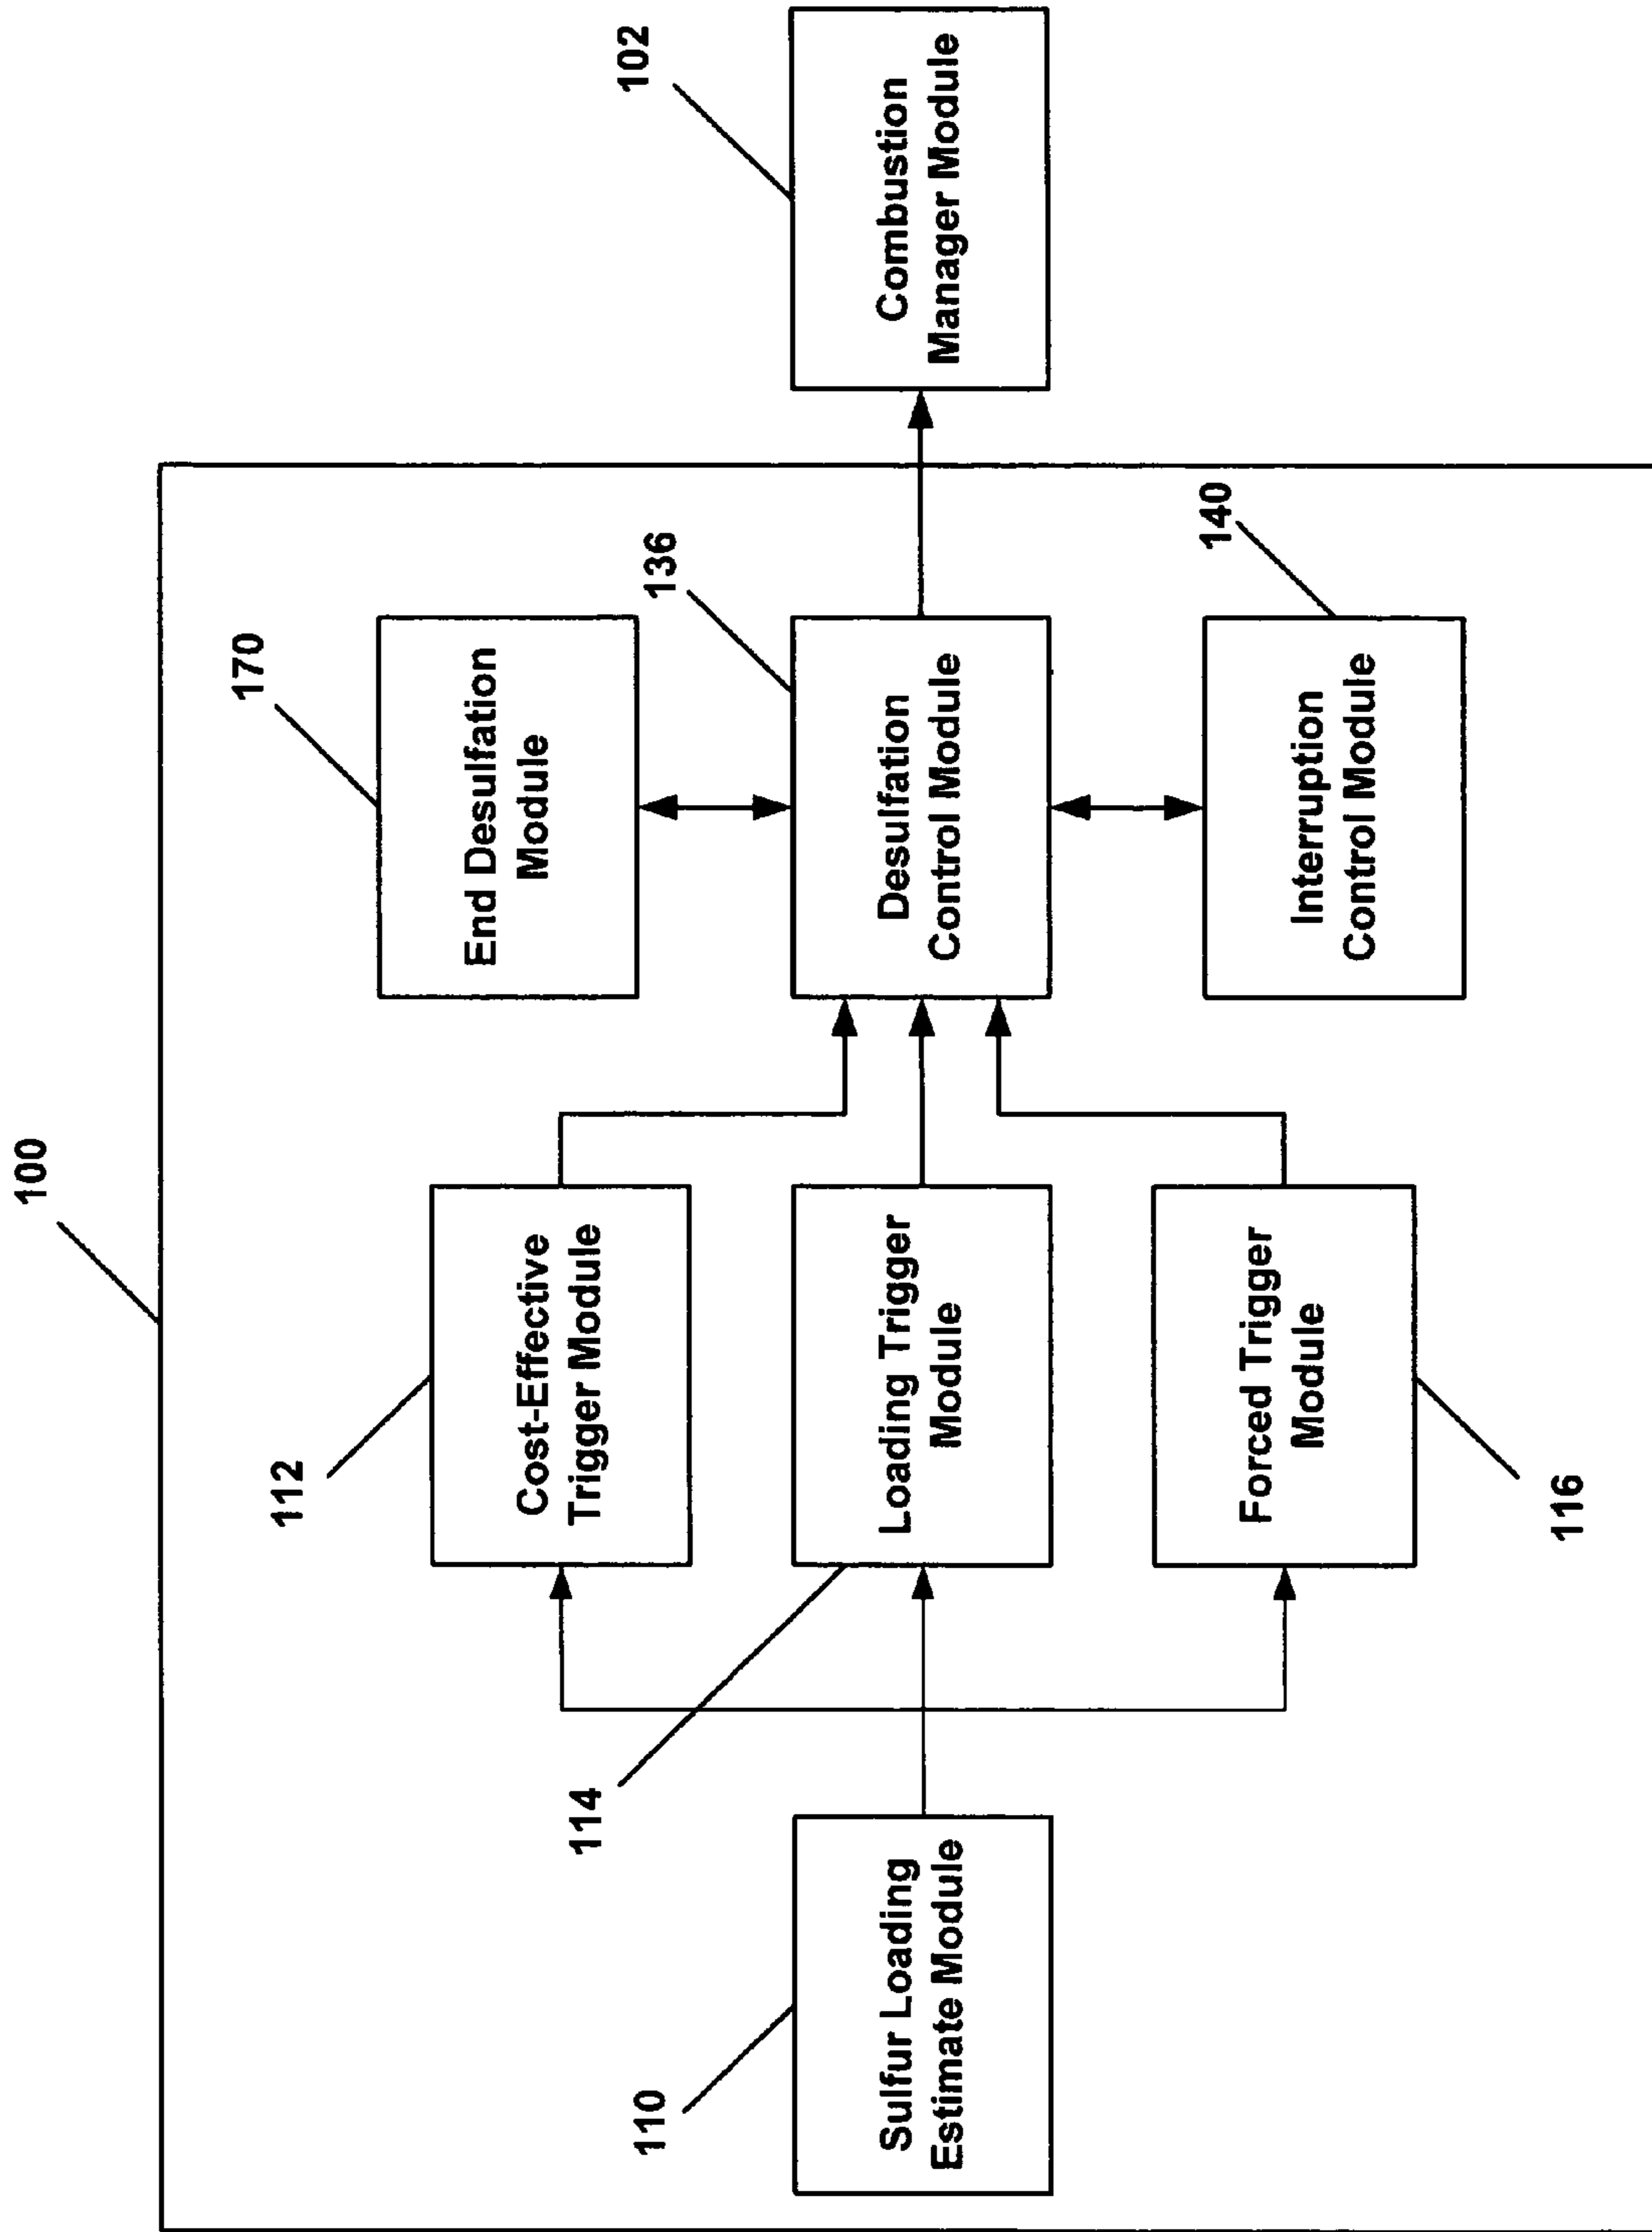 100
112
Cost-Effective
Trigger Module
170
End Desulfation
Module
110
Sulfur Loading
Estimate Module
114
Loading Trigger
Module
136
Desulfation
Control Module
102
Combustion
Manager Module
Forced Trigger
Module
116
140
Interruption
Control Module